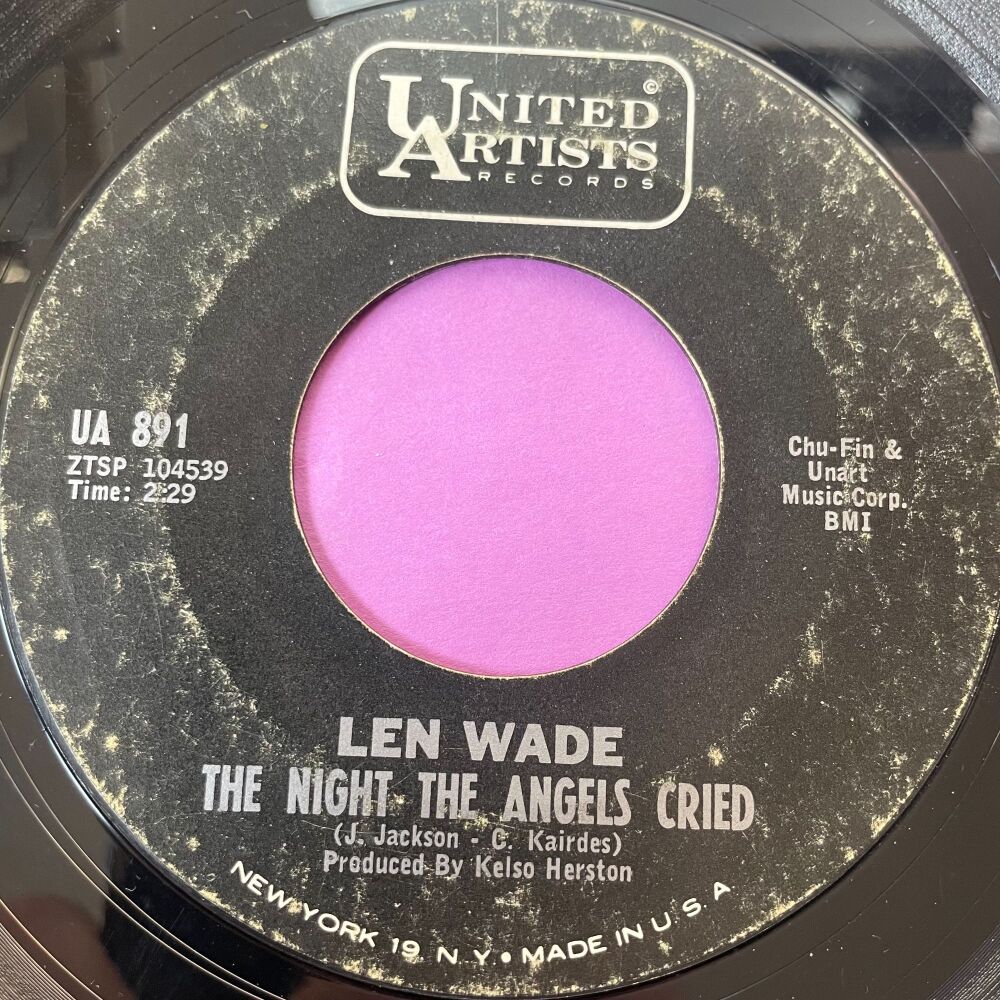 UNITED ©
ARTISTS
RECORDS
UA 891
ZTSP 104539
Time: 2:29
Chu-Fin &
Unart
Music Corp.
BMI
LEN WADE
THE NIGHT THE ANGELS CRIED
(J. Jackson - C. Kairdes)
Produced By Kelso Herston
NEW YORK 19, N. Y. • MADE IN U. S. A